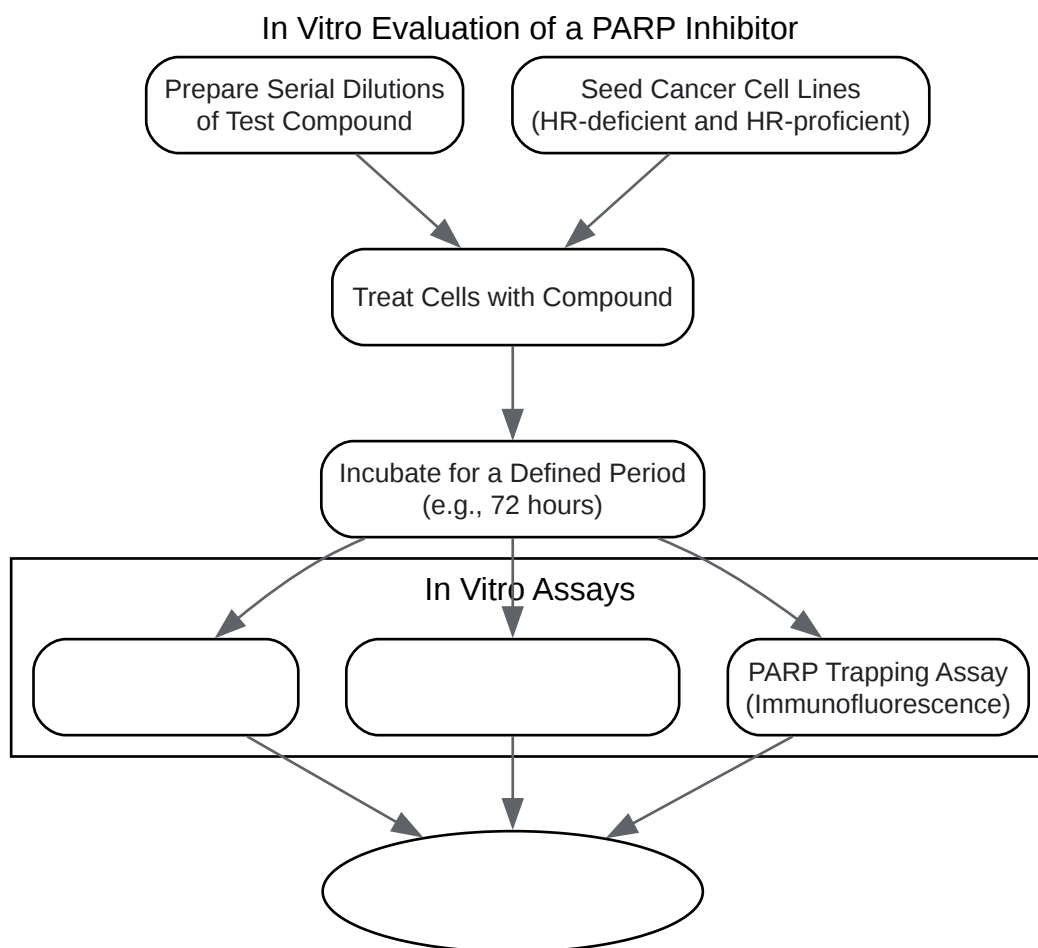 In Vitro Evaluation of a PARP Inhibitor
Prepare Serial Dilutions
of Test Compound
Seed Cancer Cell Lines
(HR-deficient and HR-proficient)
Treat Cells with Compound
Incubate for a Defined Period
(e.g., 72 hours)
In Vitro Assays
PARP Trapping Assay
(Immunofluorescence)